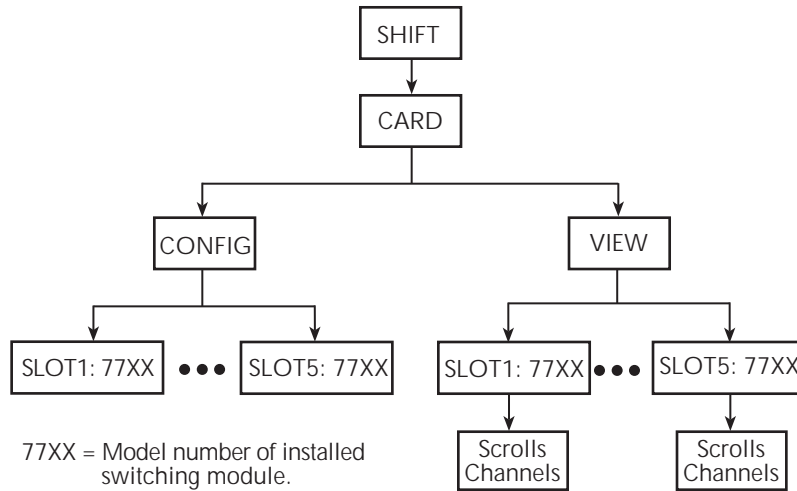 SHIFT
CARD
CONFIG
VIEW
SLOT1: 77XX
SLOT5: 77XX
SLOT1: 77XX
SLOT5: 77XX
Scrolls
Channels
Scrolls
Channels
77XX = Model number of installed
switching module.